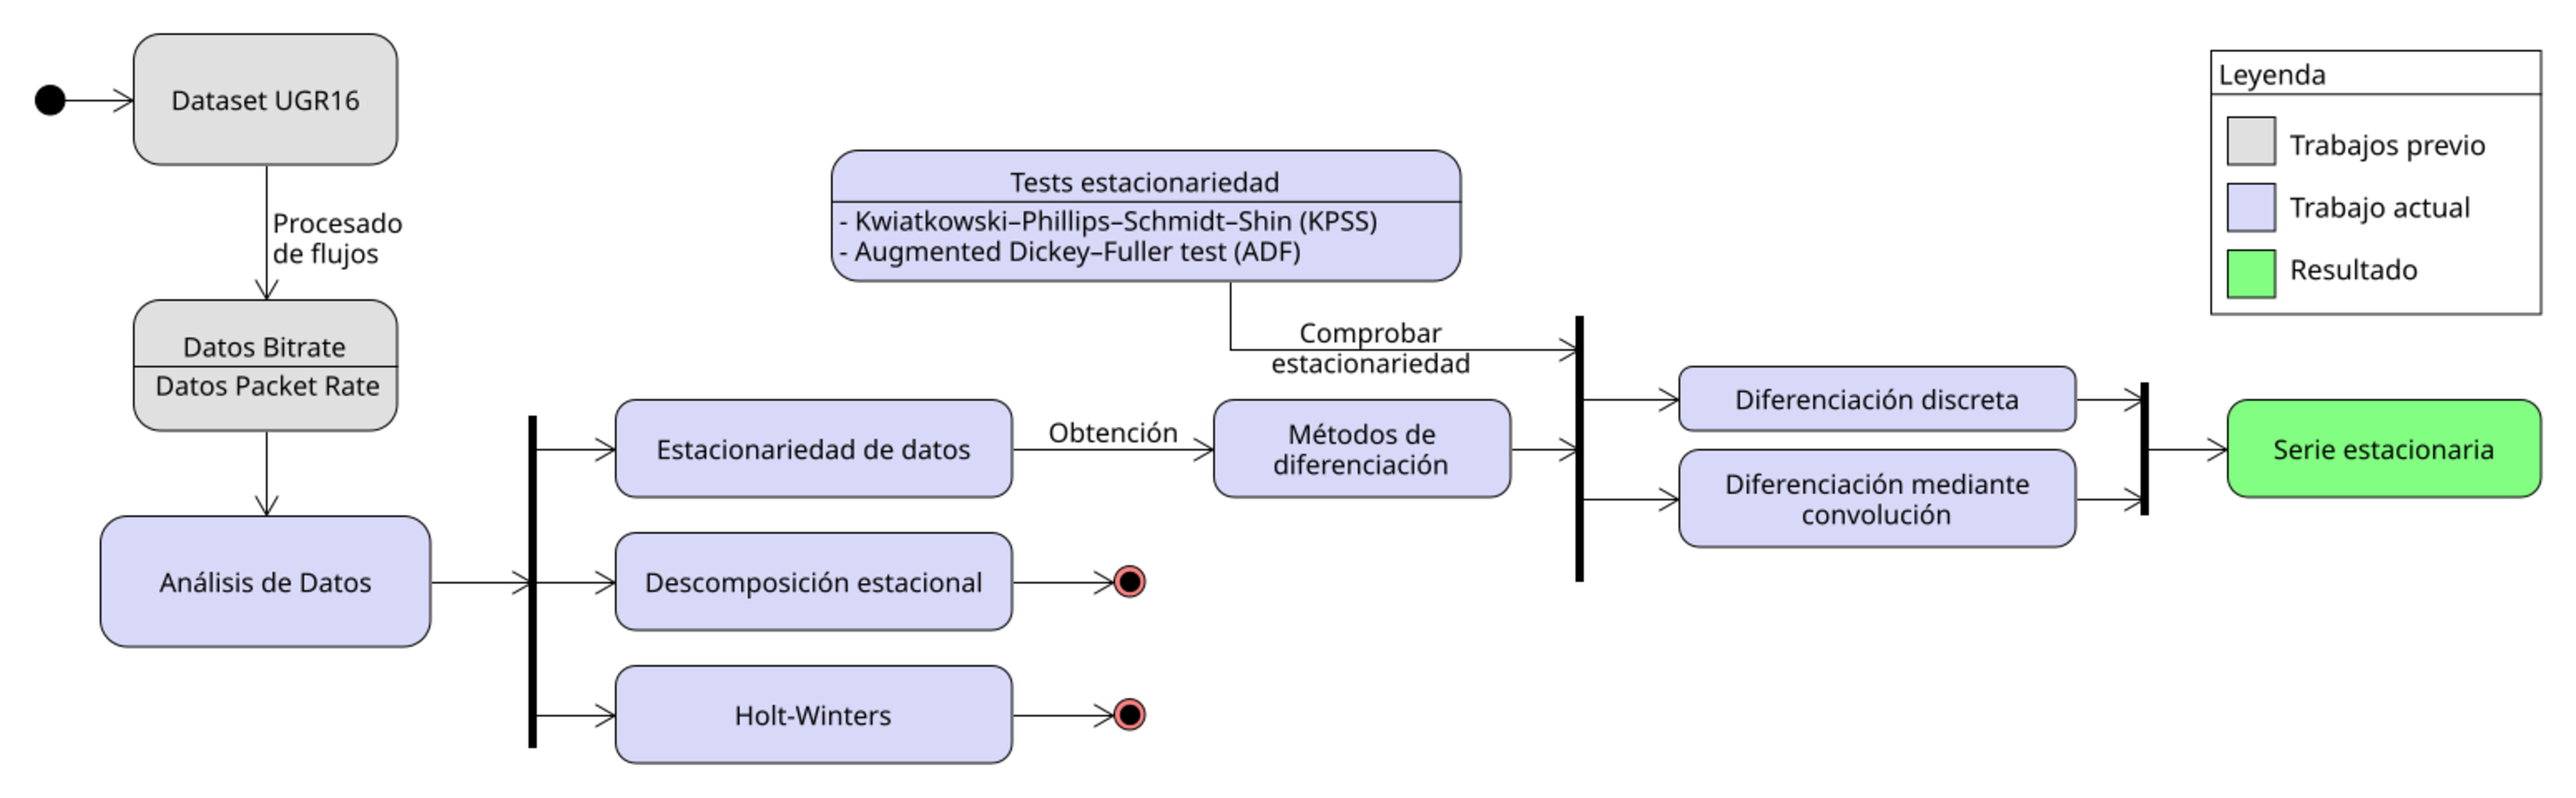 Dataset UGR16
Procesado
de flujos
Datos Bitrate
Datos Packet Rate
Análisis de Datos
Tests estacionariedad
- Kwiatkowski–Phillips–Schmidt–Shin (KPSS)
- Augmented Dickey–Fuller test (ADF)
Comprobar
estacionariedad
Estacionariedad de datos
Obtención
Métodos de
diferenciación
Descomposición estacional
Holt-Winters
Diferenciación discreta
Diferenciación mediante
convolución
Serie estacionaria
Leyenda
Trabajos previo
Trabajo actual
Resultado